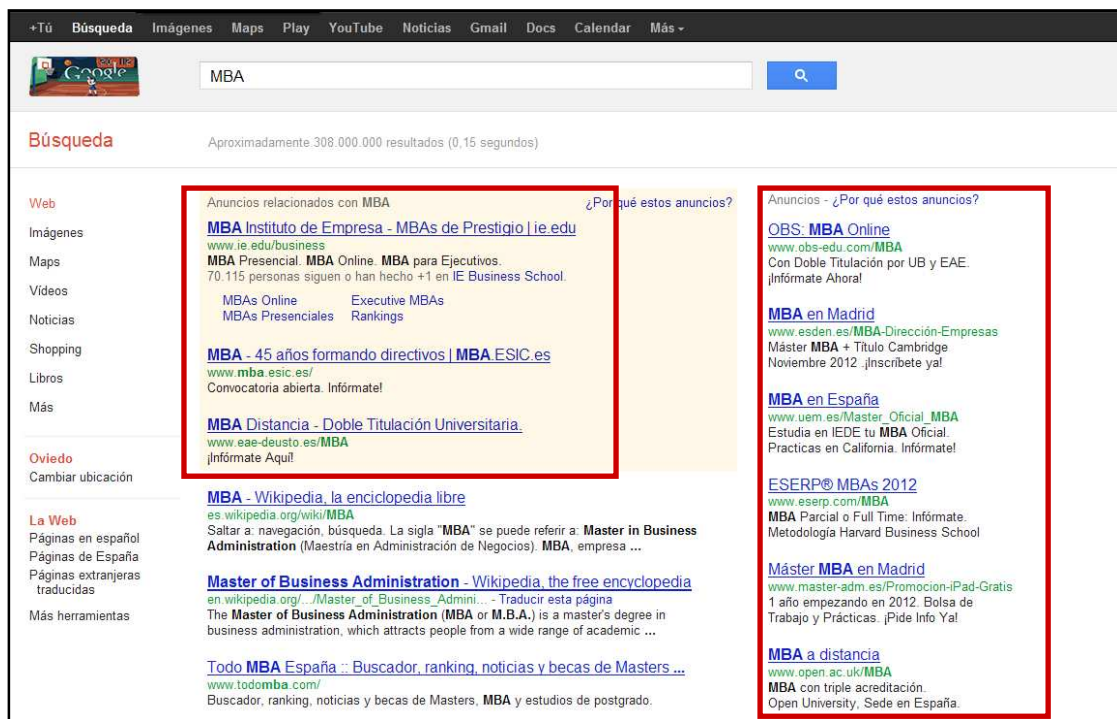 +Tú Búsqueda Imágenes Maps Play YouTube Noticias Gmail Docs Calendar Más
Google
MBA
Búsqueda
Aproximadamente 308.000.000 resultados (0,15 segundos)
Web
Imágenes
Maps
Vídeos
Noticias
Shopping
Libros
Más
Oviedo
Cambiar ubicación
La Web
Páginas en español
Páginas de España
Páginas extranjeras
traducidas
Más herramientas
Anuncios relacionados con MBA
¿Por qué estos anuncios?
MBA Instituto de Empresa - MBAs de Prestigio | ie.edu
www.ie.edu/business
MBA Presencial. MBA Online. MBA para Ejecutivos.
70.115 personas siguen o han hecho +1 en IE Business School.
MBAs Online Executive MBAs
MBAs Presenciales Rankings
MBA - 45 años formando directivos | MBA.ESIC.es
www.mba.esic.es/
Convocatoria abierta. Infórmate!
MBA Distancia - Doble Titulación Universitaria.
www.eae-deusto.es/MBA
¡Infórmate Aquí!
MBA - Wikipedia, la enciclopedia libre
es.wikipedia.org/wiki/MBA
Saltar a: navegación, búsqueda. La sigla "MBA" se puede referir a: Master in Business
Administration (Maestría en Administración de Negocios). MBA, empresa ...
Master of Business Administration - Wikipedia, the free encyclopedia
en.wikipedia.org/.../Master_of_Business_Admini... - Traducir esta página
The Master of Business Administration (MBA or M.B.A.) is a master's degree in
business administration, which attracts people from a wide range of academic ...
Todo MBA España :: Buscador, ranking, noticias y becas de Masters ...
www.todomba.com/
Buscador, ranking, noticias y becas de Masters, MBA y estudios de postgrado.
Anuncios - ¿Por qué estos anuncios?
OBS: MBA Online
www.obs-edu.com/MBA
Con Doble Titulación por UB y EAE.
¡Infórmate Ahora!
MBA en Madrid
www.esden.es/MBA-Dirección-Empresas
Máster MBA + Título Cambridge
Noviembre 2012 .¡Inscríbete ya!
MBA en España
www.uem.es/Master_Oficial_MBA
Estudia en IEDE tu MBA Oficial.
Practicas en California. Infórmate!
ESERP® MBAs 2012
www.eserp.com/MBA
MBA Parcial o Full Time: Infórmate.
Metodología Harvard Business School
Máster MBA en Madrid
www.master-adm.es/Promocion-iPad-Gratis
1 año empezando en 2012. Bolsa de
Trabajo y Prácticas. ¡Pide Info Ya!
MBA a distancia
www.open.ac.uk/MBA
MBA con triple acreditación.
Open University, Sede en España.